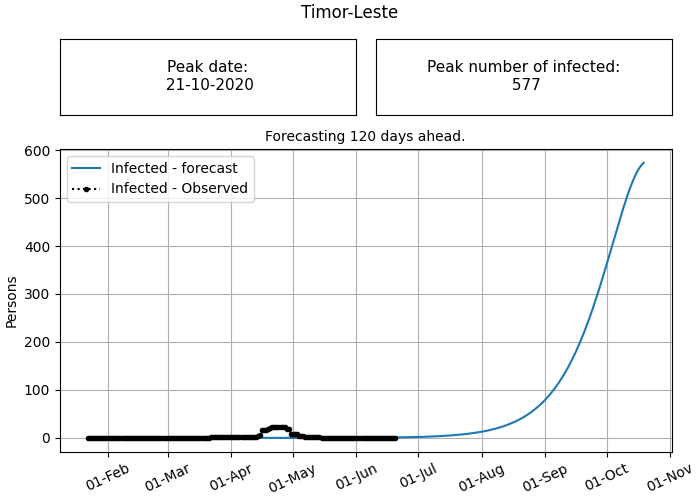 Timor-Leste
Peak date:
21-10-2020
Peak number of infected:
577
Forecasting 120 days ahead.
Infected - forecast
Infected - Observed
Persons
600
500
400
300
200
100
0
01-Feb
01-Mar
01-Apr
01-May
01-Jun
01-Jul
01-Aug
01-Sep
01-Oct
01-Nov